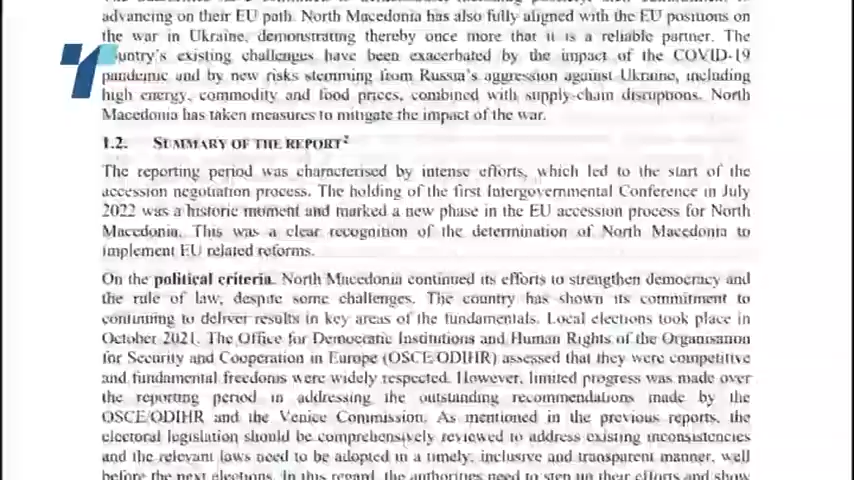 advancing on their EU path. North Macedonia has also fully aligned with the EU positions on
the war in Ukraine, demonstrating thereby once more that it is a reliable partner. The
country's existing challenges have been exacerbated by the impact of the COVID-19
pandemic and by new risks stemming from Russia's aggression against Ukraine, including
high energy, commodity and food prices, combined with supply-chain disruptions. North
Macedonia has taken measures to mitigate the impact of the war.
1.2. SUMMARY OF THE REPORT²
The reporting period was characterised by intense efforts, which led to the start of the
accession negotiation process. The holding of the first Intergovernmental Conference in July
2022 was a historic moment and marked a new phase in the EU accession process for North
Macedonia. This was a clear recognition of the determination of North Macedonia to
implement EU related reforms.
On the political criteria, North Macedonia continued its efforts to strengthen democracy and
the rule of law, despite some challenges. The country has shown its commitment to
continuing to deliver results in key areas of the fundamentals. Local elections took place in
October 2021. The Office for Democratic Institutions and Human Rights of the Organisation
for Security and Cooperation in Europe (OSCE/ODIHR) assessed that they were competitive
and fundamental freedoms were widely respected. However, limited progress was made over
the reporting period in addressing the outstanding recommendations made by the
OSCE/ODIHR and the Venice Commission. As mentioned in the previous reports, the
electoral legislation should be comprehensively reviewed to address existing inconsistencies
and the relevant laws need to be adopted in a timely, inclusive and transparent manner, well
before the next elections. In this regard, the authorities need to step up their efforts and show